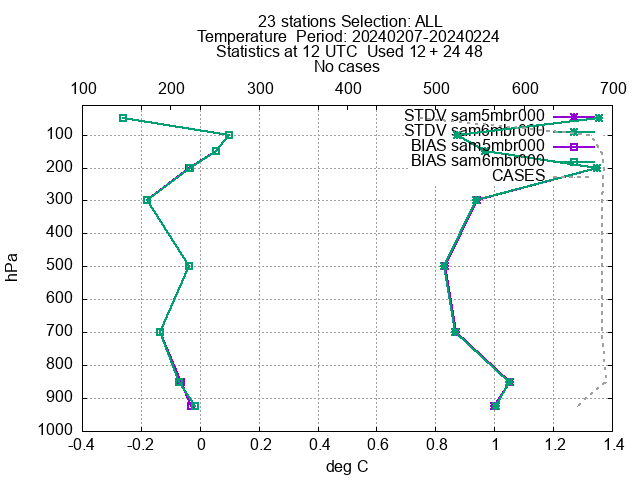 23 stations Selection: ALL
Temperature  Period: 20240207-20240224
Statistics at 12 UTC  Used 12 + 24 48
No cases
100 200 300 400 500 600 700
STDV sam5mbr000
STDV sam6mbr000
BIAS sam5mbr000
BIAS sam6mbr000
CASES
100
200
300
400
500
600
700
800
900
1000
hPa
-0.4 -0.2 0 0.2 0.4 0.6 0.8 1 1.2 1.4
deg C